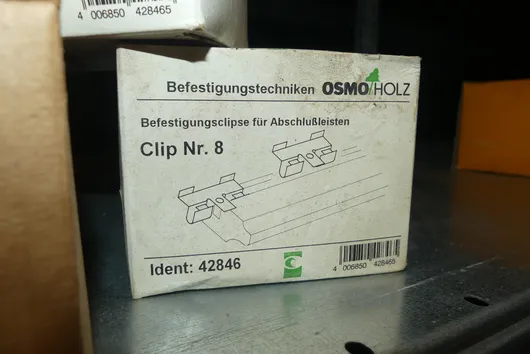 4 006850 428465
Befestigungstechniken OSMO/HOLZ
Befestigungsclipse für Abschlußleisten
Clip Nr. 8
Ident: 42846
4 006850 428465